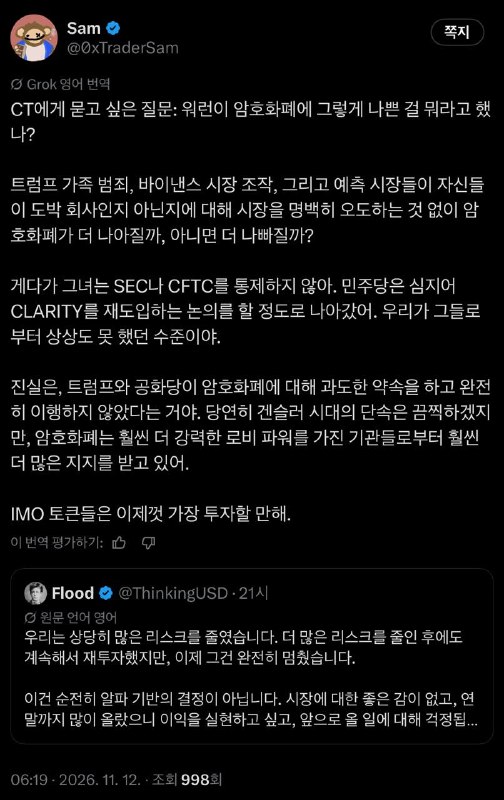 Sam
쪽지
@0xTraderSam
Grok 영어 번역
CT에게 묻고 싶은 질문: 워런이 암호화폐에 그렇게 나쁜 걸 뭐라고 했
나?
트럼프 가족 범죄, 바이낸스 시장 조작, 그리고 예측 시장들이 자신들
이 도박 회사인지 아닌지에 대해 시장을 명백히 오도하는 것 없이 암
호화폐가 더 나아질까, 아니면 더 나빠질까?
게다가 그녀는 SEC나 CFTC를 통제하지 않아. 민주당은 심지어
CLARITY를 재도입하는 논의를 할 정도로 나아갔어. 우리가 그들로
부터 상상도 못 했던 수준이야.
진실은, 트럼프와 공화당이 암호화폐에 대해 과도한 약속을 하고 완전
히 이행하지 않았다는 거야. 당연히 겐슬러 시대의 단속은 끔찍하겠지
만, 암호화폐는 훨씬 더 강력한 로비 파워를 가진 기관들로부터 훨씬
더 많은 지지를 받고 있어.
IMO 토큰들은 이제껏 가장 투자할 만해.
이 번역 평가하기:
Flood @ThinkingUSD · 21시
원문 언어 영어
우리는 상당히 많은 리스크를 줄였습니다. 더 많은 리스크를 줄인 후에도
계속해서 재투자했지만, 이제 그건 완전히 멈췄습니다.
이건 순전히 알파 기반의 결정이 아닙니다. 시장에 대한 좋은 감이 없고, 연
말까지 많이 올랐으니 이익을 실현하고 싶고, 앞으로 올 일에 대해 걱정됩...
06:19 · 2026. 11. 12. · 조회 998회